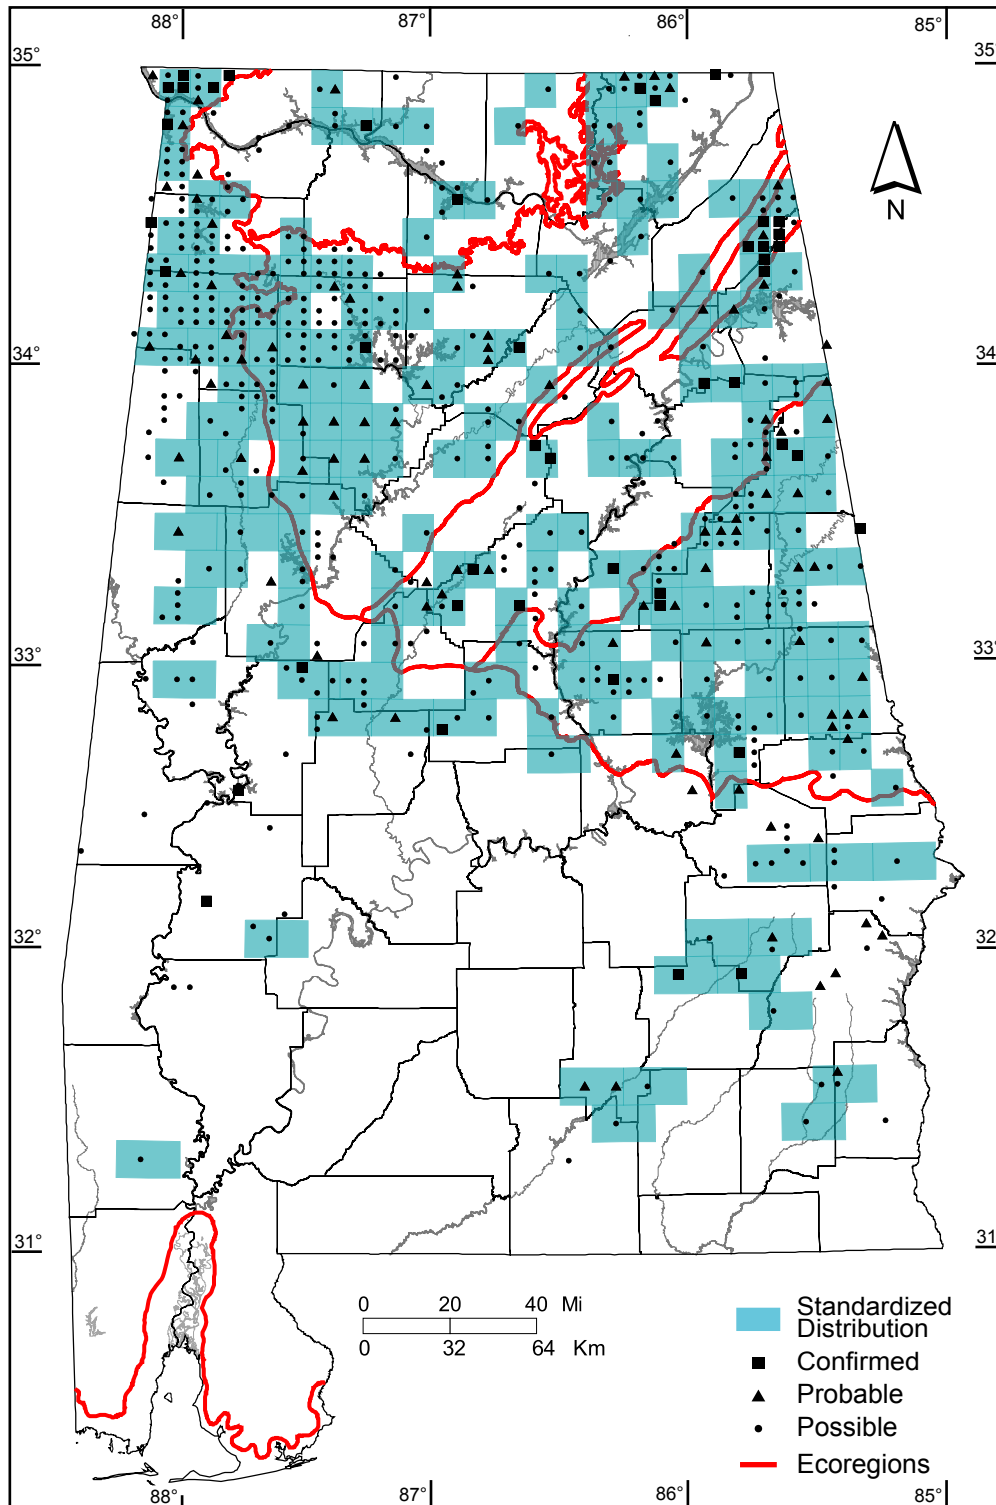 88° 87° 86° 85°
35° 35°
34° 34°
33° 33°
32° 32
N
31° 31
0 20 40 Mi
0 32 64 Km
Standardized
Distribution
Confirmed
Probable
Possible
Ecoregions
88° 87° 86° 85°